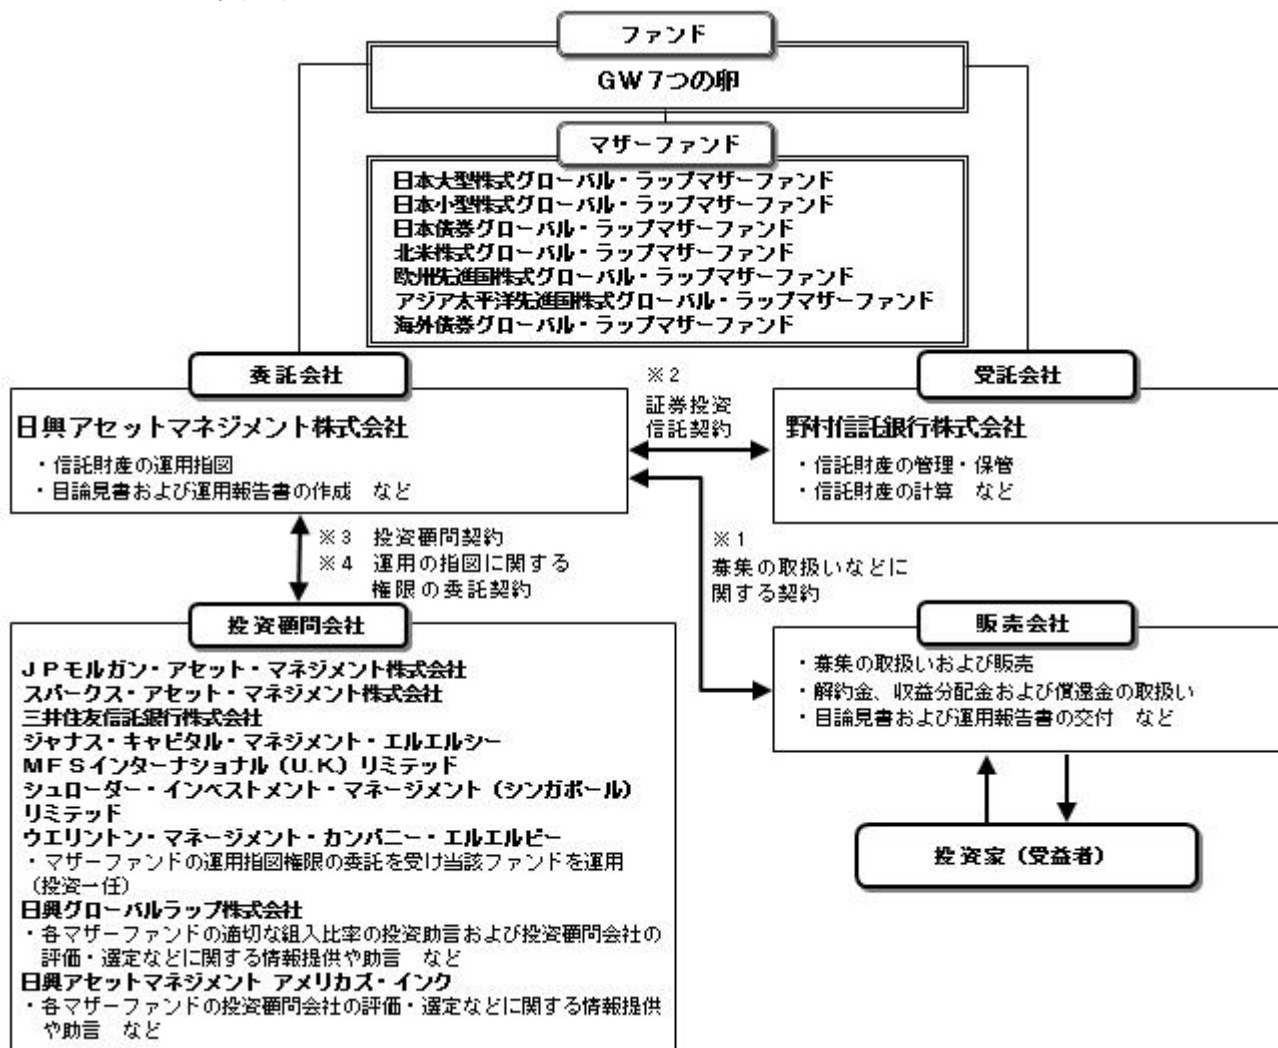 ファンド
GW7つの卵
マザーファンド
日本大型株式グローバル・ラップマザーファンド
日本小型株式グローバル・ラップマザーファンド
日本債券グローバル・ラップマザーファンド
北米株式グローバル・ラップマザーファンド
欧州先進国株式グローバル・ラップマザーファンド
アジア太平洋先進国株式グローバル・ラップマザーファンド
海外債券グローバル・ラップマザーファンド
委託会社
日興アセットマネジメント株式会社
・信託財産の運用指図
・目論見書および運用報告書の作成 など
※2
証券投資
信託契約
受託会社
野村信託銀行株式会社
・信託財産の管理・保管
・信託財産の計算 など
※3 投資顧問契約
※4 運用の指図に関する
権限の委託契約
※1
募集の取扱いなどに
関する契約
投資顧問会社
JPモルガン・アセット・マネジメント株式会社
スパークス・アセット・マネジメント株式会社
三井住友信託銀行株式会社
ジャナス・キャピタル・マネジメント・エルエルシー
MFSインターナショナル(U.K)リミテッド
シュローダー・インベストメント・マネージメント(シンガポール)
リミテッド
ウエリントン・マネージメント・カンパニー・エルエルピー
・マザーファンドの運用指図権限の委託を受け当該ファンドを運用
(投資一任)
日興グローバルラップ株式会社
・各マザーファンドの適切な組入比率の投資助言および投資顧問会社の
評価・選定などに関する情報提供や助言 など
日興アセットマネジメント アメリカズ・インク
・各マザーファンドの投資顧問会社の評価・選定などに関する情報提供
や助言 など
販売会社
・募集の取扱いおよび販売
・解約金、収益分配金および償還金の取扱い
・目論見書および運用報告書の交付 など
投資家(受益者)